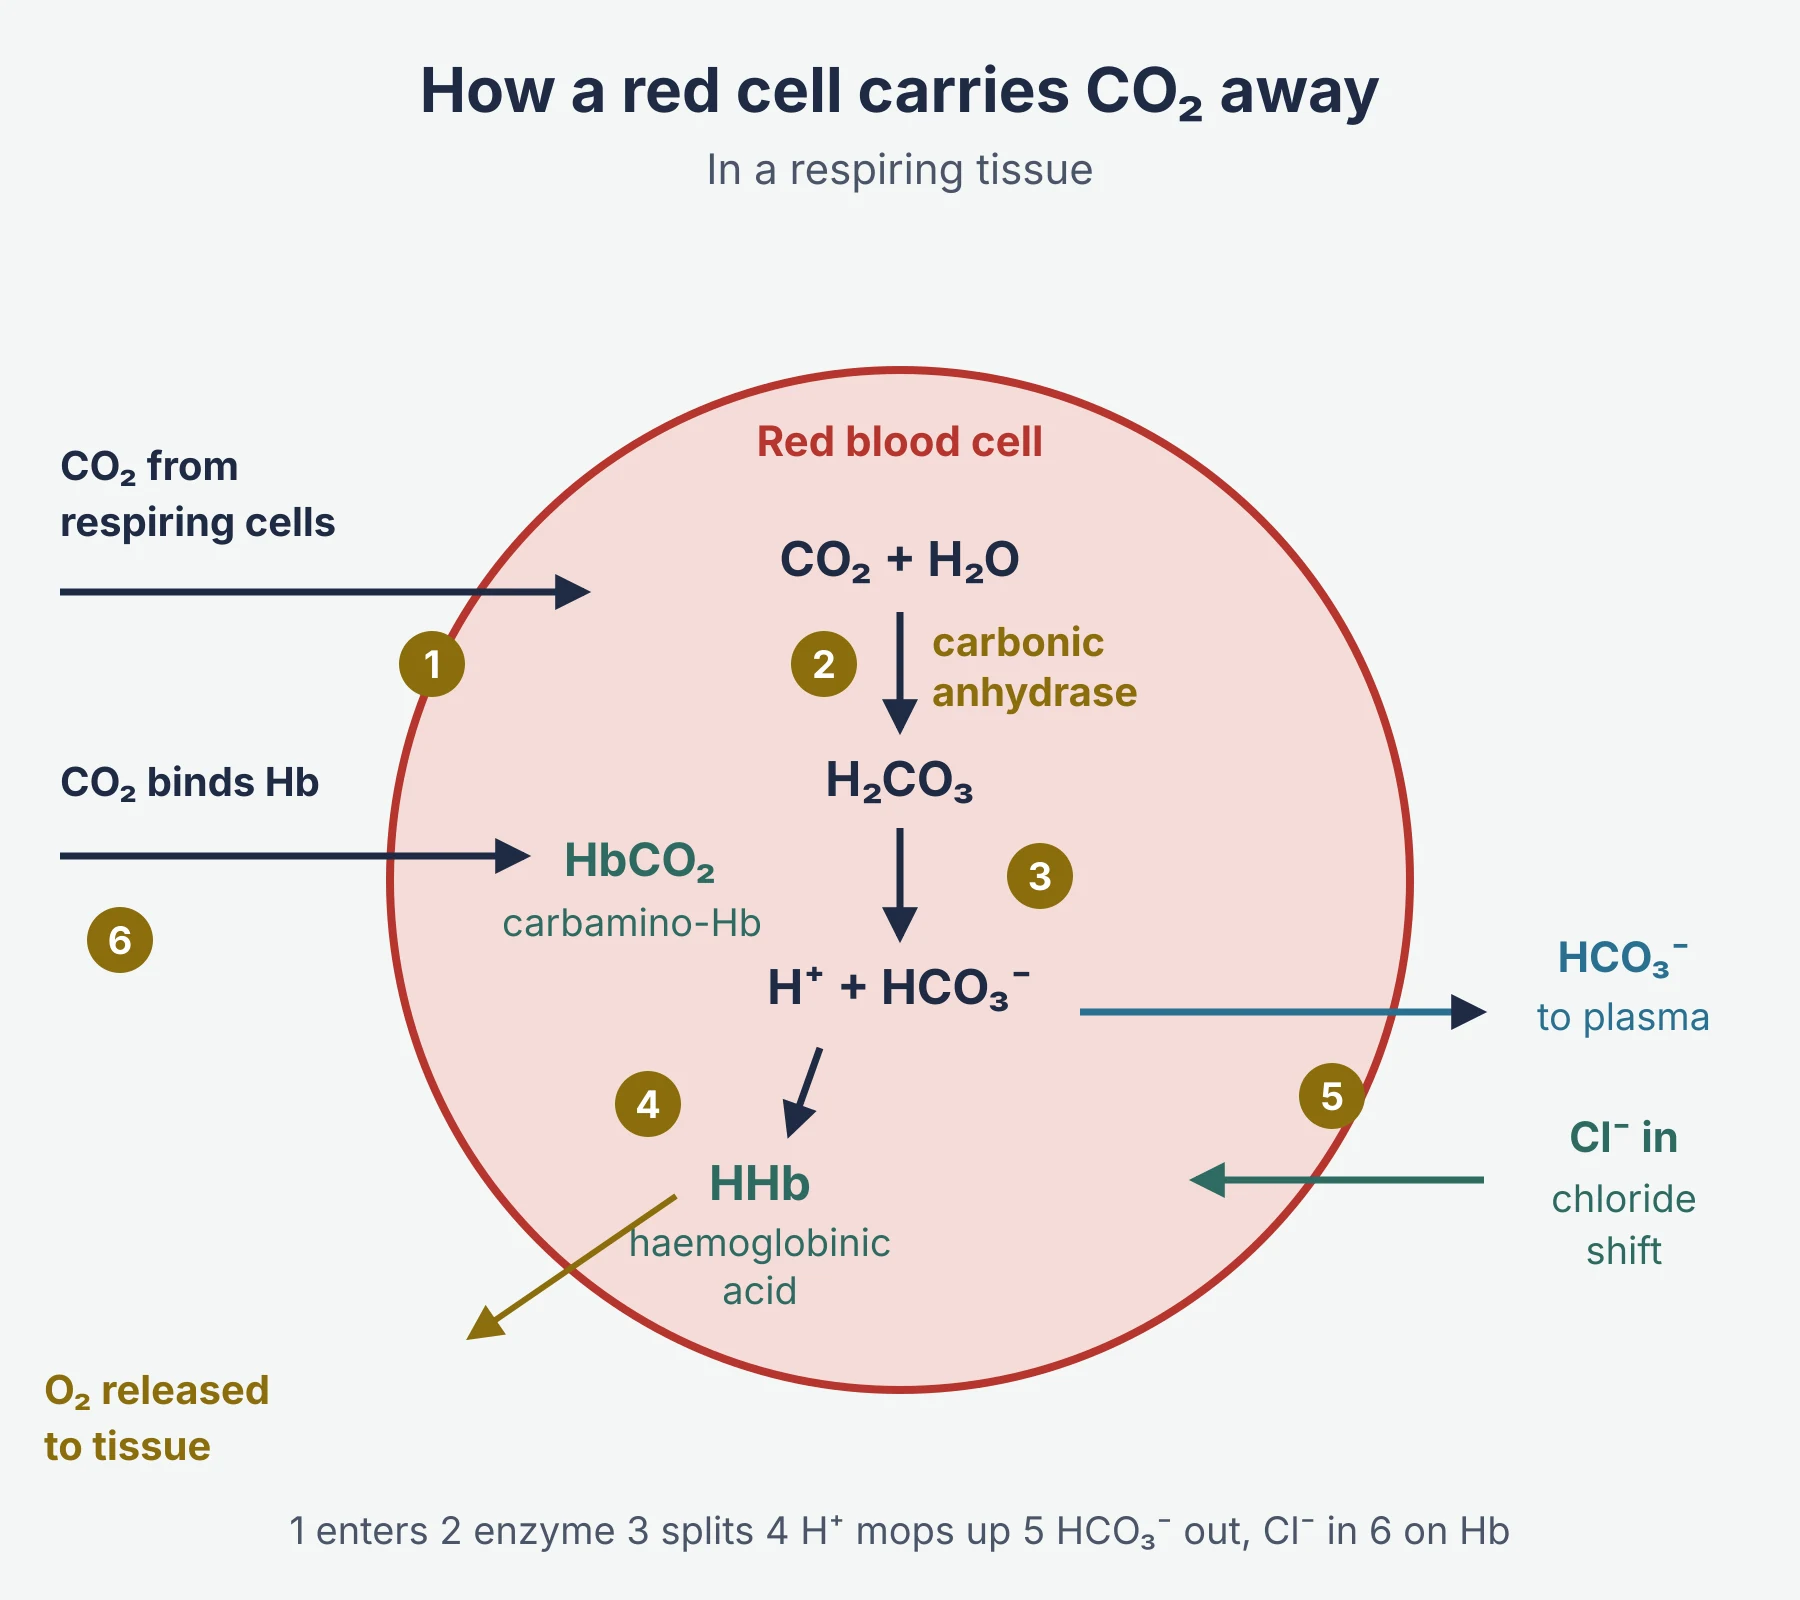 How a red cell carries CO₂ away
In a respiring tissue
Red blood cell
CO₂ from
respiring cells
CO₂ + H₂O
1
2
carbonic
anhydrase
CO₂ binds Hb
H₂CO₃
HbCO₂
carbamino-Hb
3
6
H⁺ + HCO₃⁻
HCO₃⁻
to plasma
4
5
Cl⁻ in
chloride
shift
HHb
haemoglobinic
acid
O₂ released
to tissue
1 enters 2 enzyme 3 splits 4 H⁺ mops up 5 HCO₃⁻ out, Cl⁻ in 6 on Hb